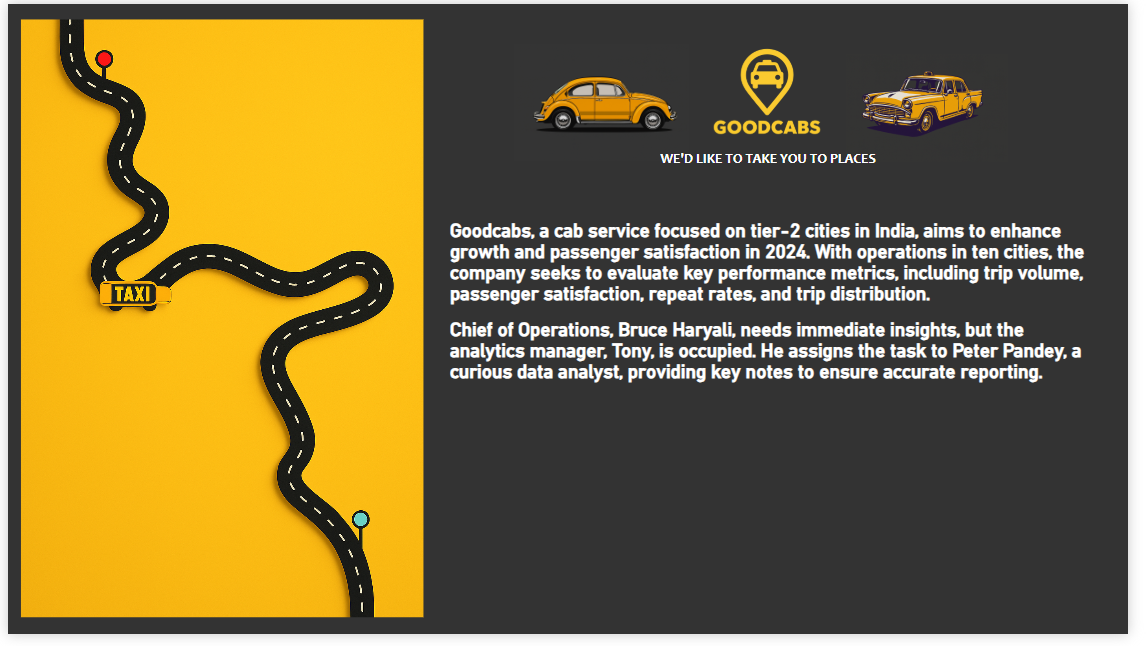 TAXI
GOODCABS
WE'D LIKE TO TAKE YOU TO PLACES
Goodcabs, a cab service focused on tier-2 cities in India, aims to enhance
growth and passenger satisfaction in 2024. With operations in ten cities, the
company seeks to evaluate key performance metrics, including trip volume,
passenger satisfaction, repeat rates, and trip distribution.
Chief of Operations, Bruce Haryali, needs immediate insights, but the
analytics manager, Tony, is occupied. He assigns the task to Peter Pandey, a
curious data analyst, providing key notes to ensure accurate reporting.